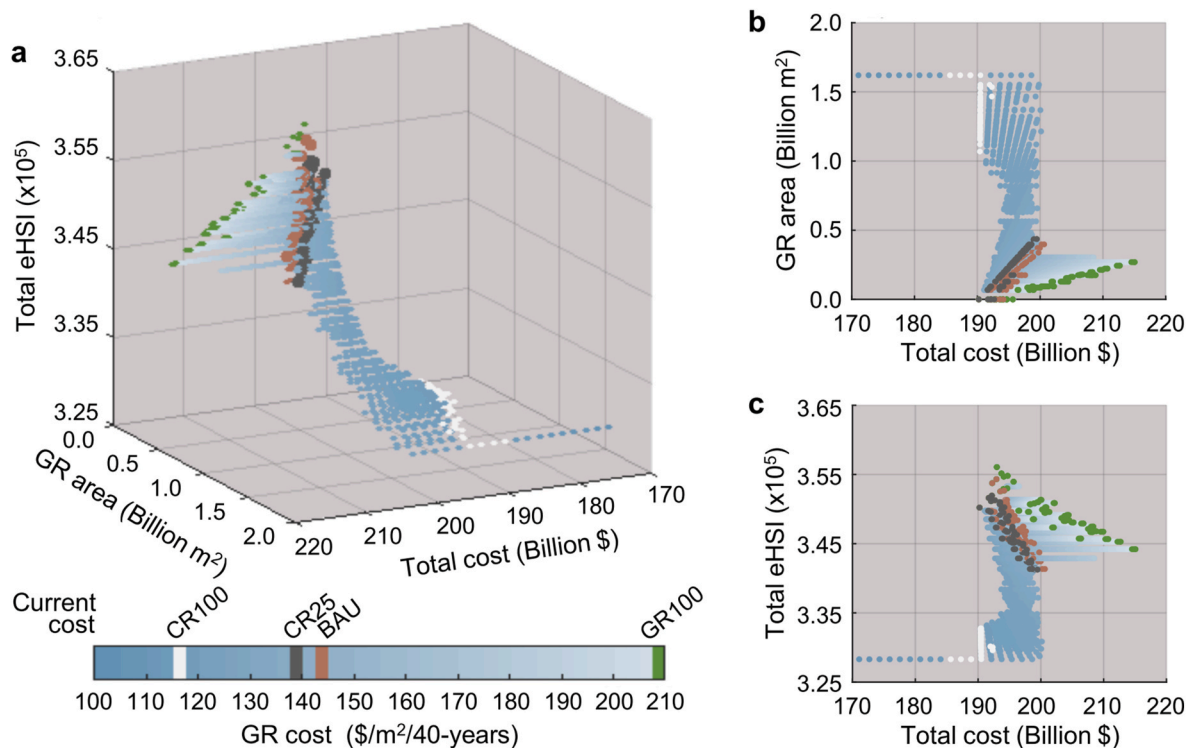 a
3.65
3.55
3.45
3.35
3.25
Total eHSI (x10⁵)
0.0
0.5
1.0
1.5
2.0
GR area (Billion m²)
220
210
200
190
180
170
Total cost (Billion $)
b
2.0
1.5
1.0
0.5
0.0
GR area (Billion m²)
170 180 190 200 210 220
Total cost (Billion $)
c
3.65
3.55
3.45
3.35
3.25
Total eHSI (x10⁵)
170 180 190 200 210 220
Total cost (Billion $)
Current
cost
CR100
CR25
BAU
GR100
100 110 120 130 140 150 160 170 180 190 200 210
GR cost ($/m²/40-years)